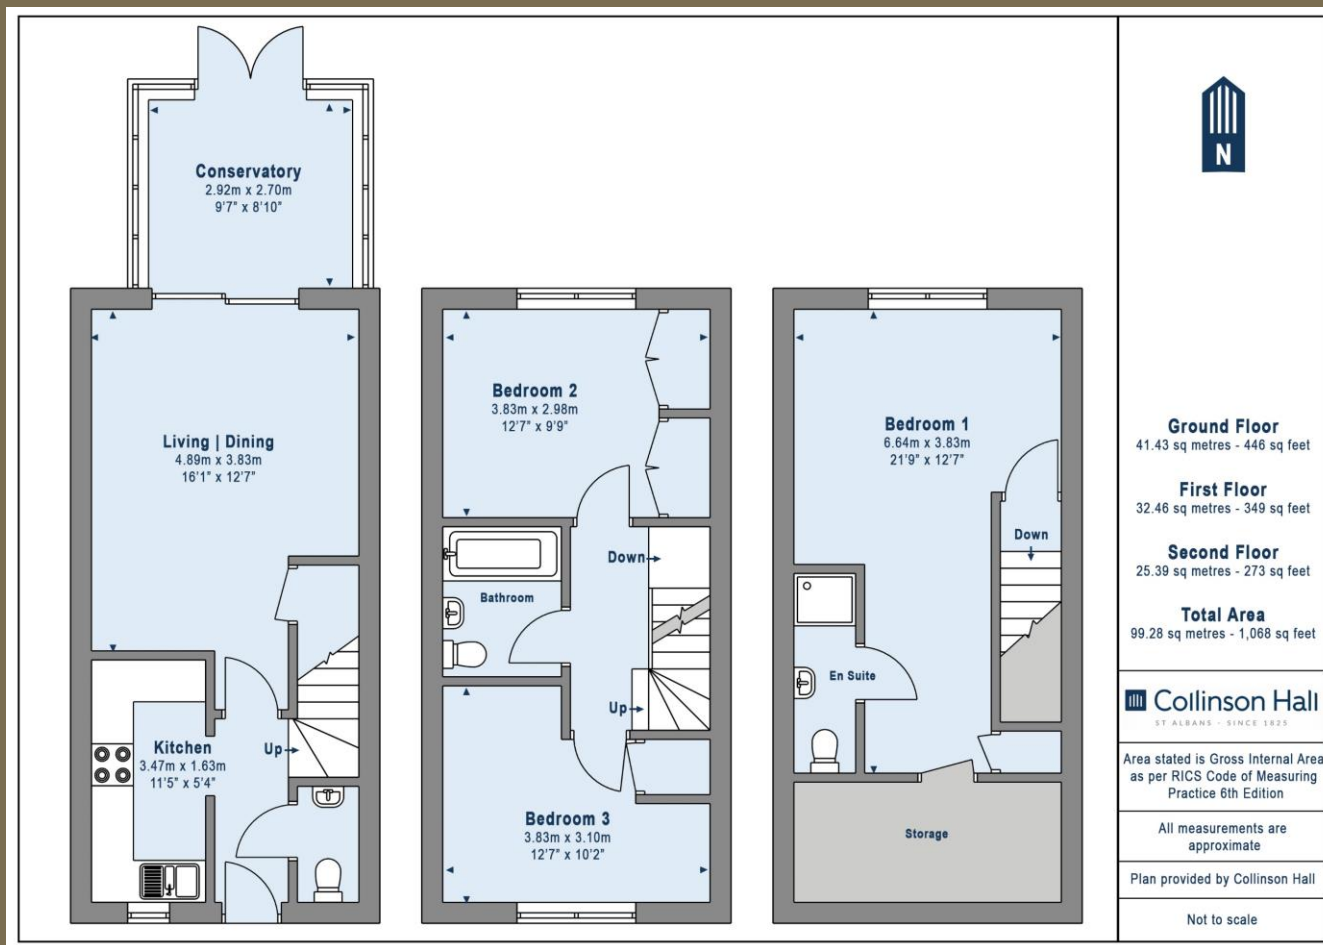 Conservatory
2.92m x 2.70m
9'7" x 8'10"
Living | Dining
4.89m x 3.83m
16'1" x 12'7"
Kitchen
3.47m x 1.63m
11'5" x 5'4"
Up
Bedroom 2
3.83m x 2.98m
12'7" x 9'9"
Down
Bathroom
Up
Bedroom 3
3.83m x 3.10m
12'7" x 10'2"
Bedroom 1
6.64m x 3.83m
21'9" x 12'7"
Down
En Suite
Storage
N
Ground Floor
41.43 sq metres - 446 sq feet
First Floor
32.46 sq metres - 349 sq feet
Second Floor
25.39 sq metres - 273 sq feet
Total Area
99.28 sq metres - 1,068 sq feet
Collinson Hall
ST ALBANS - SINCE 1825
Area stated is Gross Internal Area
as per RICS Code of Measuring
Practice 6th Edition
All measurements are
approximate
Plan provided by Collinson Hall
Not to scale